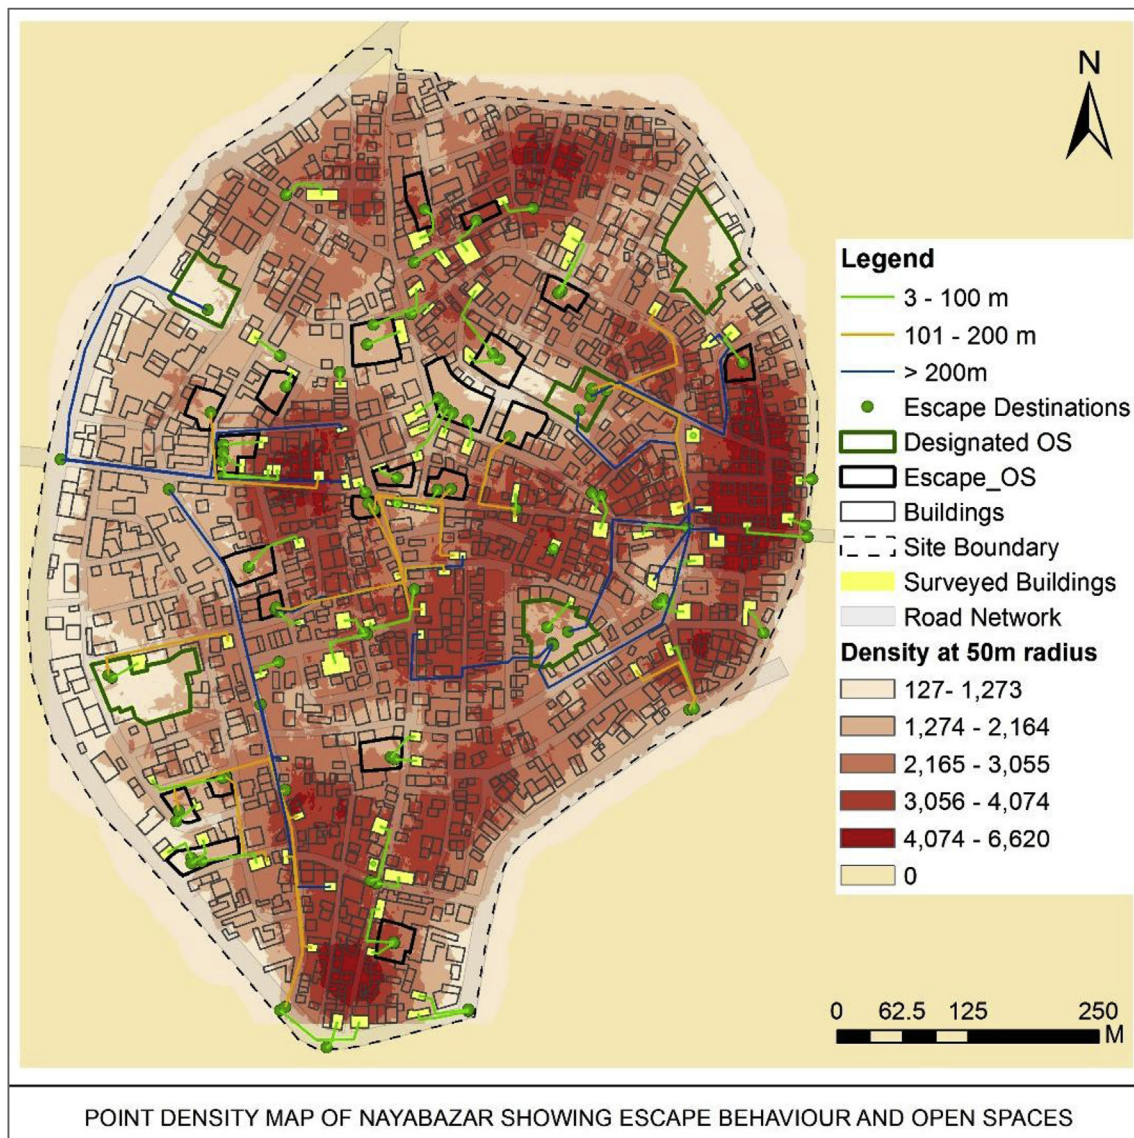 N
Legend
3 - 100 m
101 - 200 m
> 200m
Escape Destinations
Designated OS
Escape_OS
Buildings
Site Boundary
Surveyed Buildings
Road Network
Density at 50m radius
127- 1,273
1,274 - 2,164
2,165 - 3,055
3,056 - 4,074
4,074 - 6,620
0
0 62.5 125 250
M
POINT DENSITY MAP OF NAYABAZAR SHOWING ESCAPE BEHAVIOUR AND OPEN SPACES